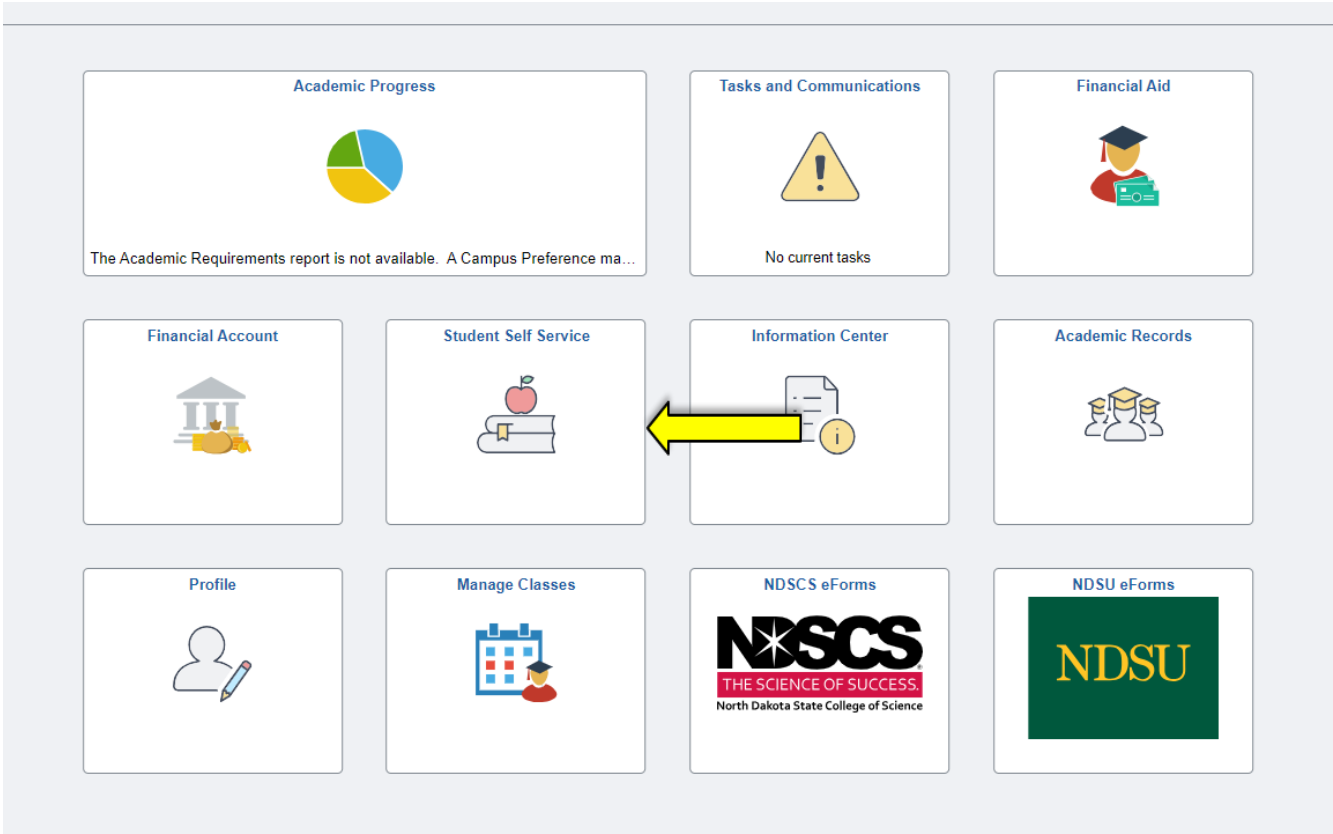 Academic Progress
The Academic Requirements report is not available.  A Campus Preference ma...
Tasks and Communications
No current tasks
Financial Aid
Financial Account
Student Self Service
Information Center
i
Academic Records
Profile
Manage Classes
NDSCS eForms
NDSCS
THE SCIENCE OF SUCCESS.
North Dakota State College of Science
NDSU eForms
NDSU